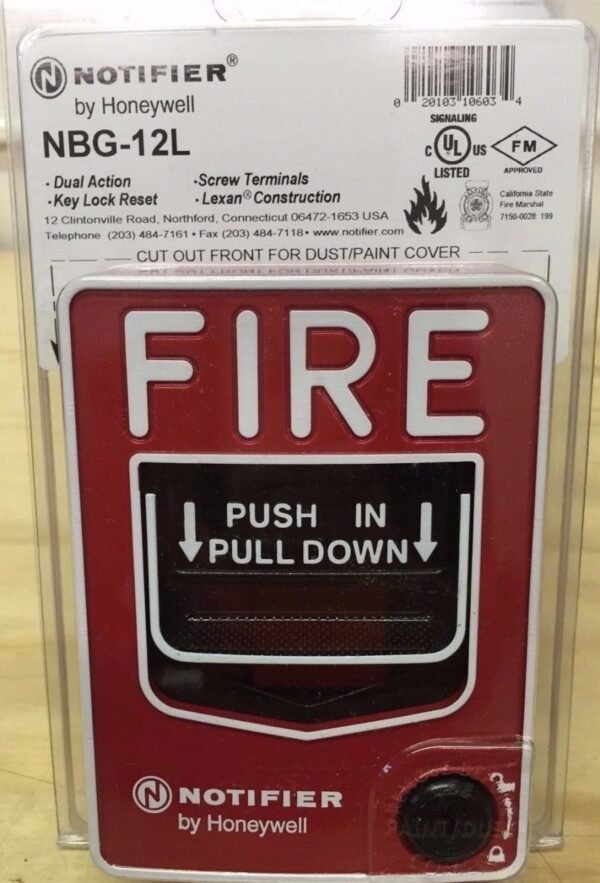 N NOTIFIER®
by Honeywell
NBG-12L
• Dual Action
• Key Lock Reset
•Screw Terminals
• Lexan® Construction
12 Clintonville Road, Northford, Connecticut 06472-1653 USA
Telephone (203) 484-7161 • Fax (203) 484-7118 • www.notifier.com
0 20103 10603 4
SIGNALING
C UL US
LISTED
FM
APPROVED
California State
Fire Marshal
7150-0028: 199
CUT OUT FRONT FOR DUST/PAINT COVER
FIRE
PUSH IN
PULL DOWN
N NOTIFIER
by Honeywell